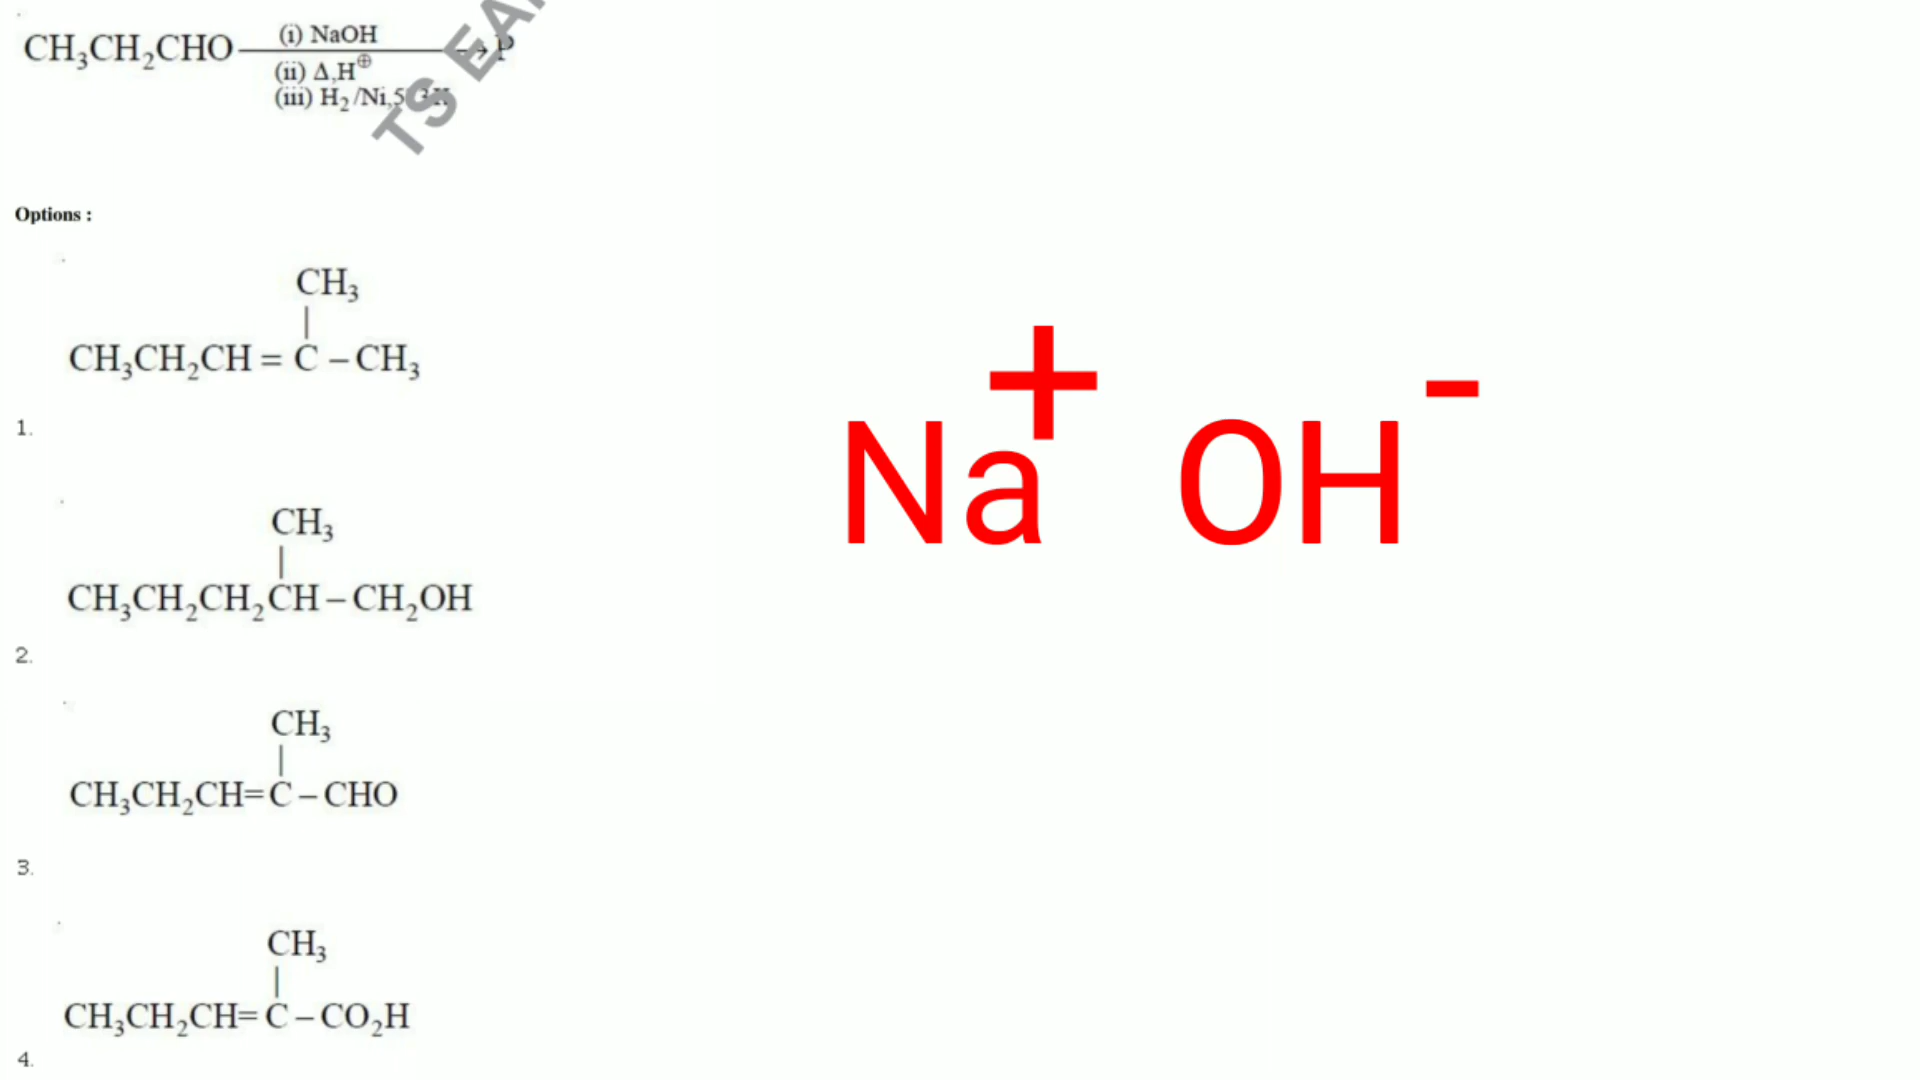 CH₃CH₂CHO (i) NaOH → P
(ii) Δ,H⊕
(iii) H₂/Ni,
TS
Options :
CH₃
|
CH₃CH₂CH = C – CH₃
1.
CH₃
|
CH₃CH₂CH₂CH – CH₂OH
2.
CH₃
|
CH₃CH₂CH=C – CHO
3.
CH₃
|
CH₃CH₂CH=C – CO₂H
4.
Na⁺ OH⁻